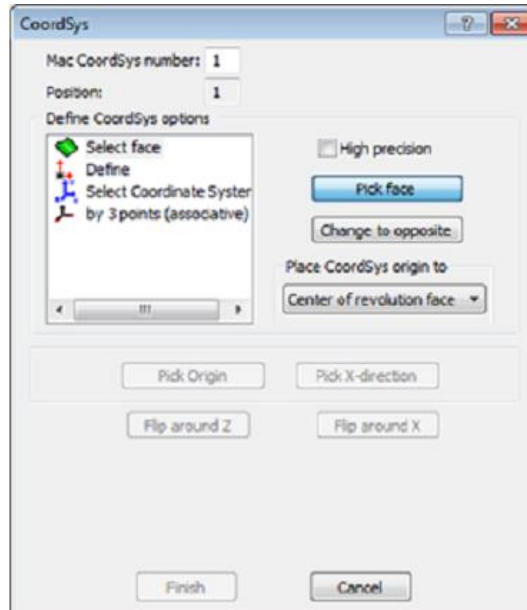 CoordSys
Mac CoordSys number: 1
Position: 1
Define CoordSys options
Select face
Define
Select Coordinate Syster
by 3 points (associative)
High precision
Pick face
Change to opposite
Place CoordSys origin to
Center of revolution face
Pick Origin
Pick X-direction
Flip around Z
Flip around X
Finish
Cancel